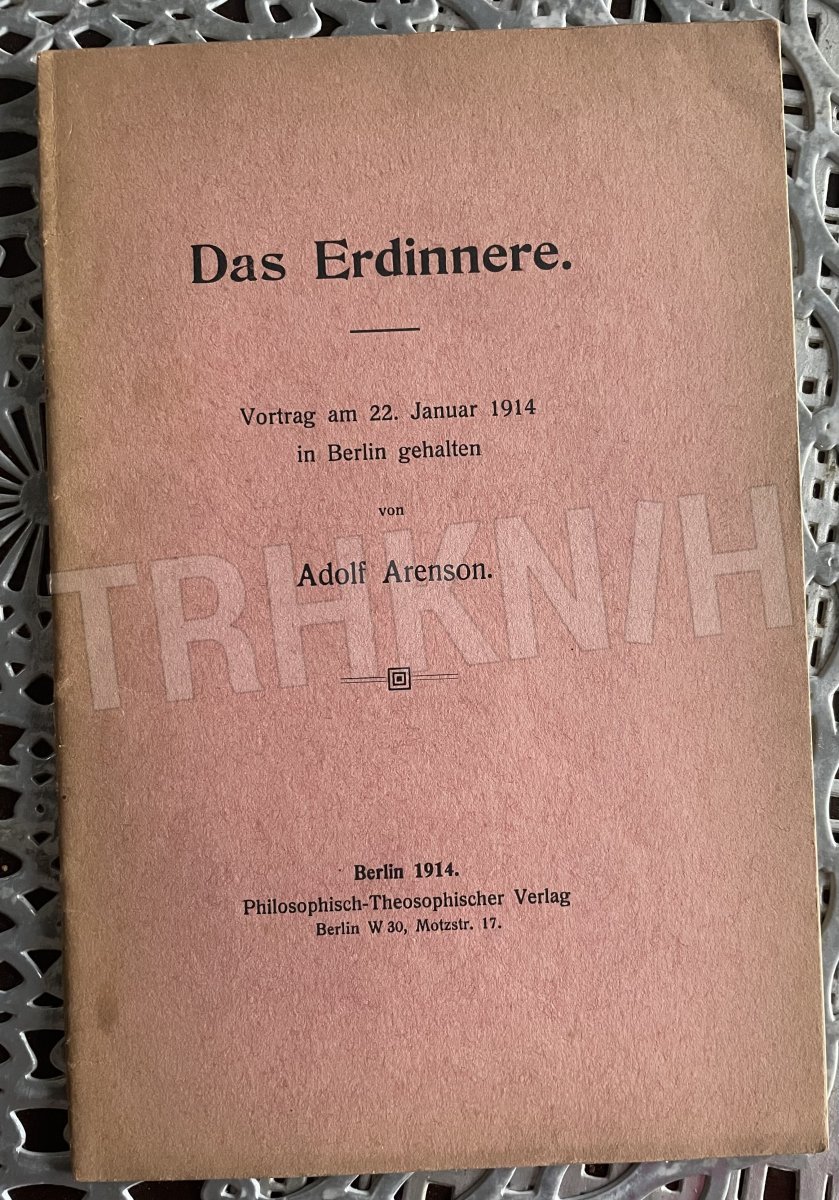 Das Erdinnere.
Vortrag am 22. Januar 1914
in Berlin gehalten
von
Adolf Arenson.
TRHKN/H
Berlin 1914.
Philosophisch-Theosophischer Verlag
Berlin W 30, Motzstr. 17.